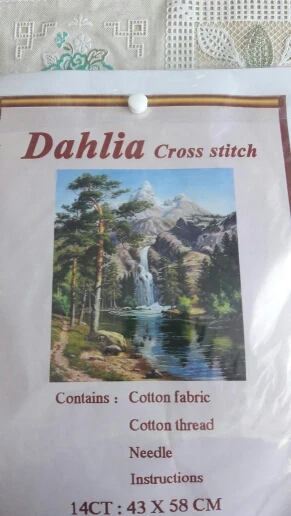 Dahlia Cross stitch
Contains : Cotton fabric
Cotton thread
Needle
Instructions
14CT : 43 X 58 CM